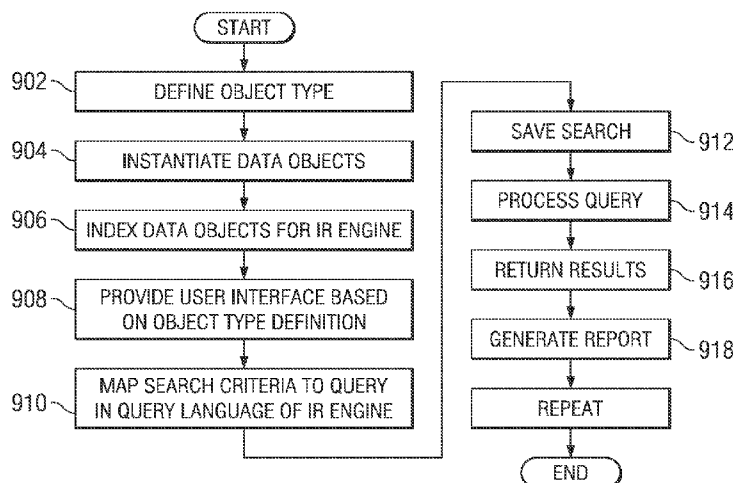 START
902
DEFINE OBJECT TYPE
904
INSTANTIATE DATA OBJECTS
906
INDEX DATA OBJECTS FOR IR ENGINE
908
PROVIDE USER INTERFACE BASED
ON OBJECT TYPE DEFINITION
910
MAP SEARCH CRITERIA TO QUERY
IN QUERY LANGUAGE OF IR ENGINE
SAVE SEARCH
912
PROCESS QUERY
914
RETURN RESULTS
916
GENERATE REPORT
918
REPEAT
END